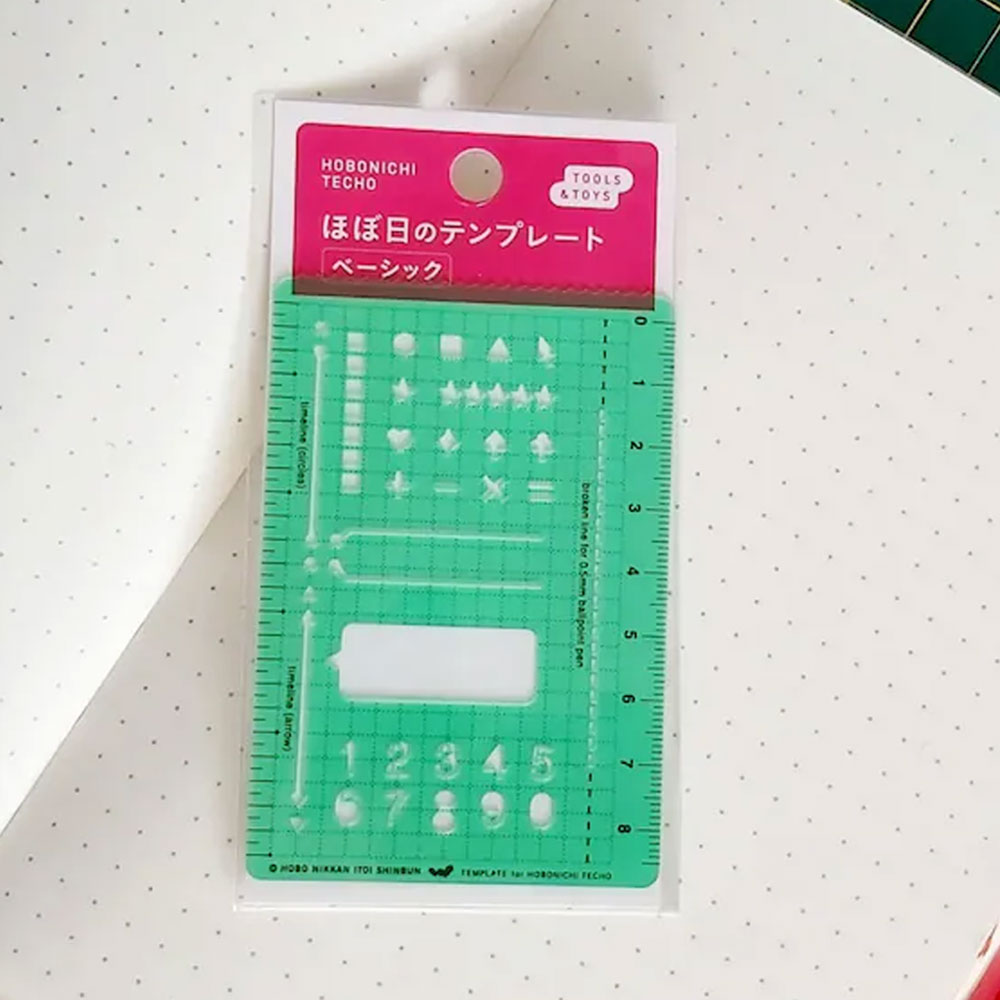 HOBONICHI
TECHO
TOOLS
&TOYS
ほぼ日のテンプレート
ベーシック
0
1
2
3
4
5
6
7
8
timeline (circles)
broken line for 0.5mm ballpoint pen
timeline (arrow)
1 2 3 4 5
6 7 8 9 0
© HOBO NIKKAN ITOI SHINBUN
TEMPLATE for HOBONICHI TECHO